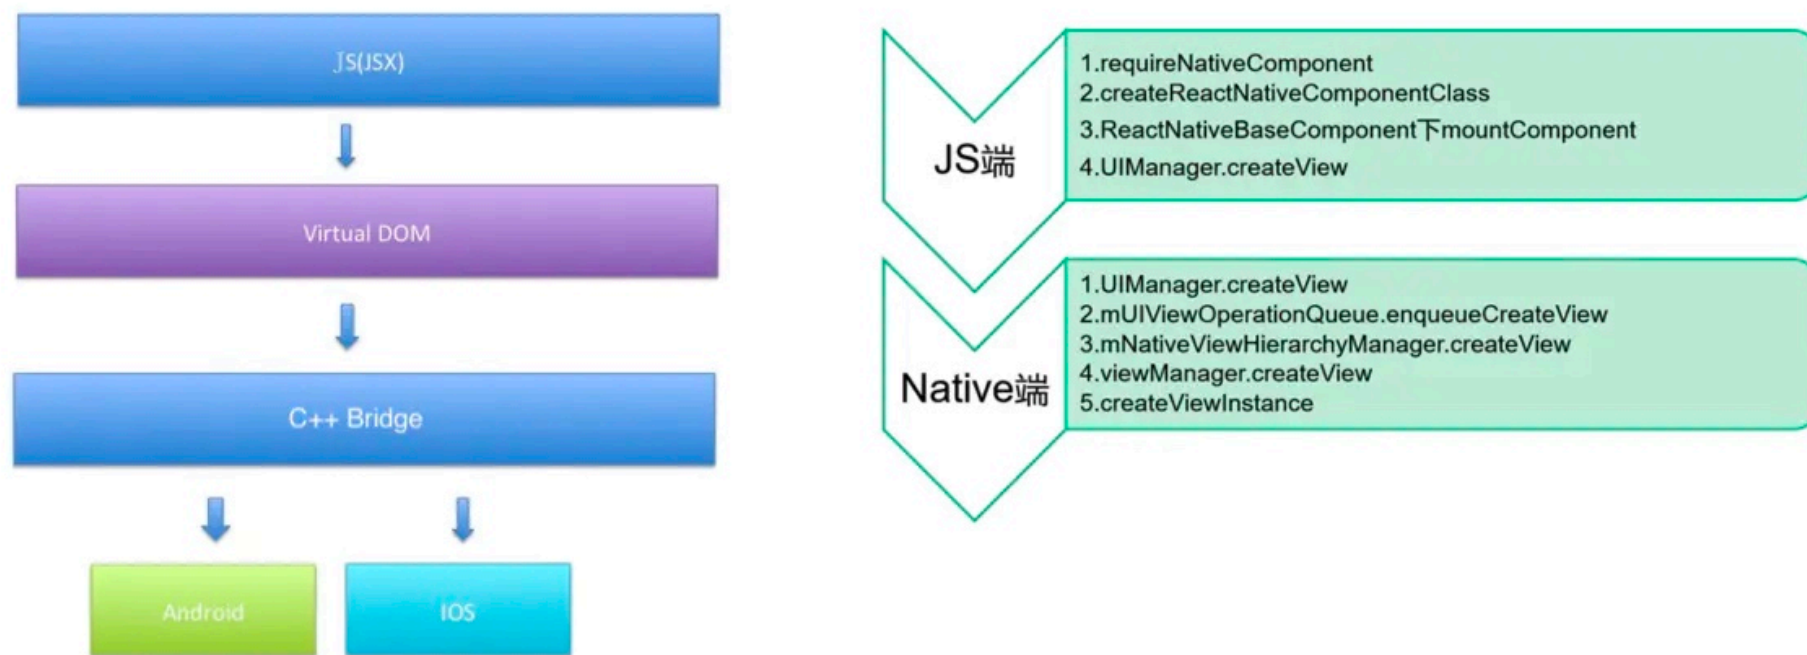 JS(JSX)
Virtual DOM
C++ Bridge
Android
IOS
JS端
1.requireNativeComponent
2.createReactNativeComponentClass
3.ReactNativeBaseComponent下mountComponent
4.UIManager.createView
Native端
1.UIManager.createView
2.mUIViewOperationQueue.enqueueCreateView
3.mNativeViewHierarchyManager.createView
4.viewManager.createView
5.createViewInstance